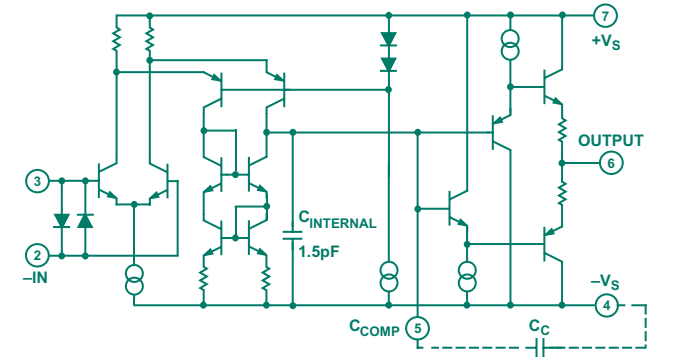 7
+VS
OUTPUT
6
3
CINTERNAL
1.5pF
2
–IN
–VS
4
CCOMP
5
CC